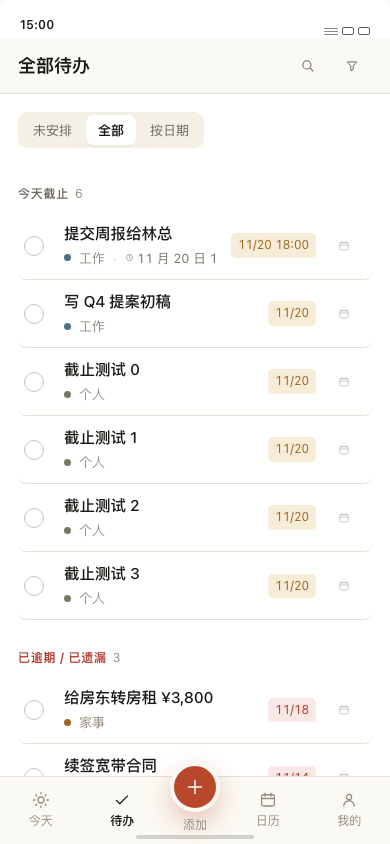 15:00
全部待办
未安排 全部 按日期
今天截止 6
提交周报给林总
工作 · 11 月 20 日 1
11/20 18:00
写 Q4 提案初稿
工作
11/20
截止测试 0
个人
11/20
截止测试 1
个人
11/20
截止测试 2
个人
11/20
截止测试 3
个人
11/20
已逾期 / 已遗漏 3
给房东转房租 ¥3,800
家事
11/18
续签宽带合同
今天 待办 添加 日历 我的